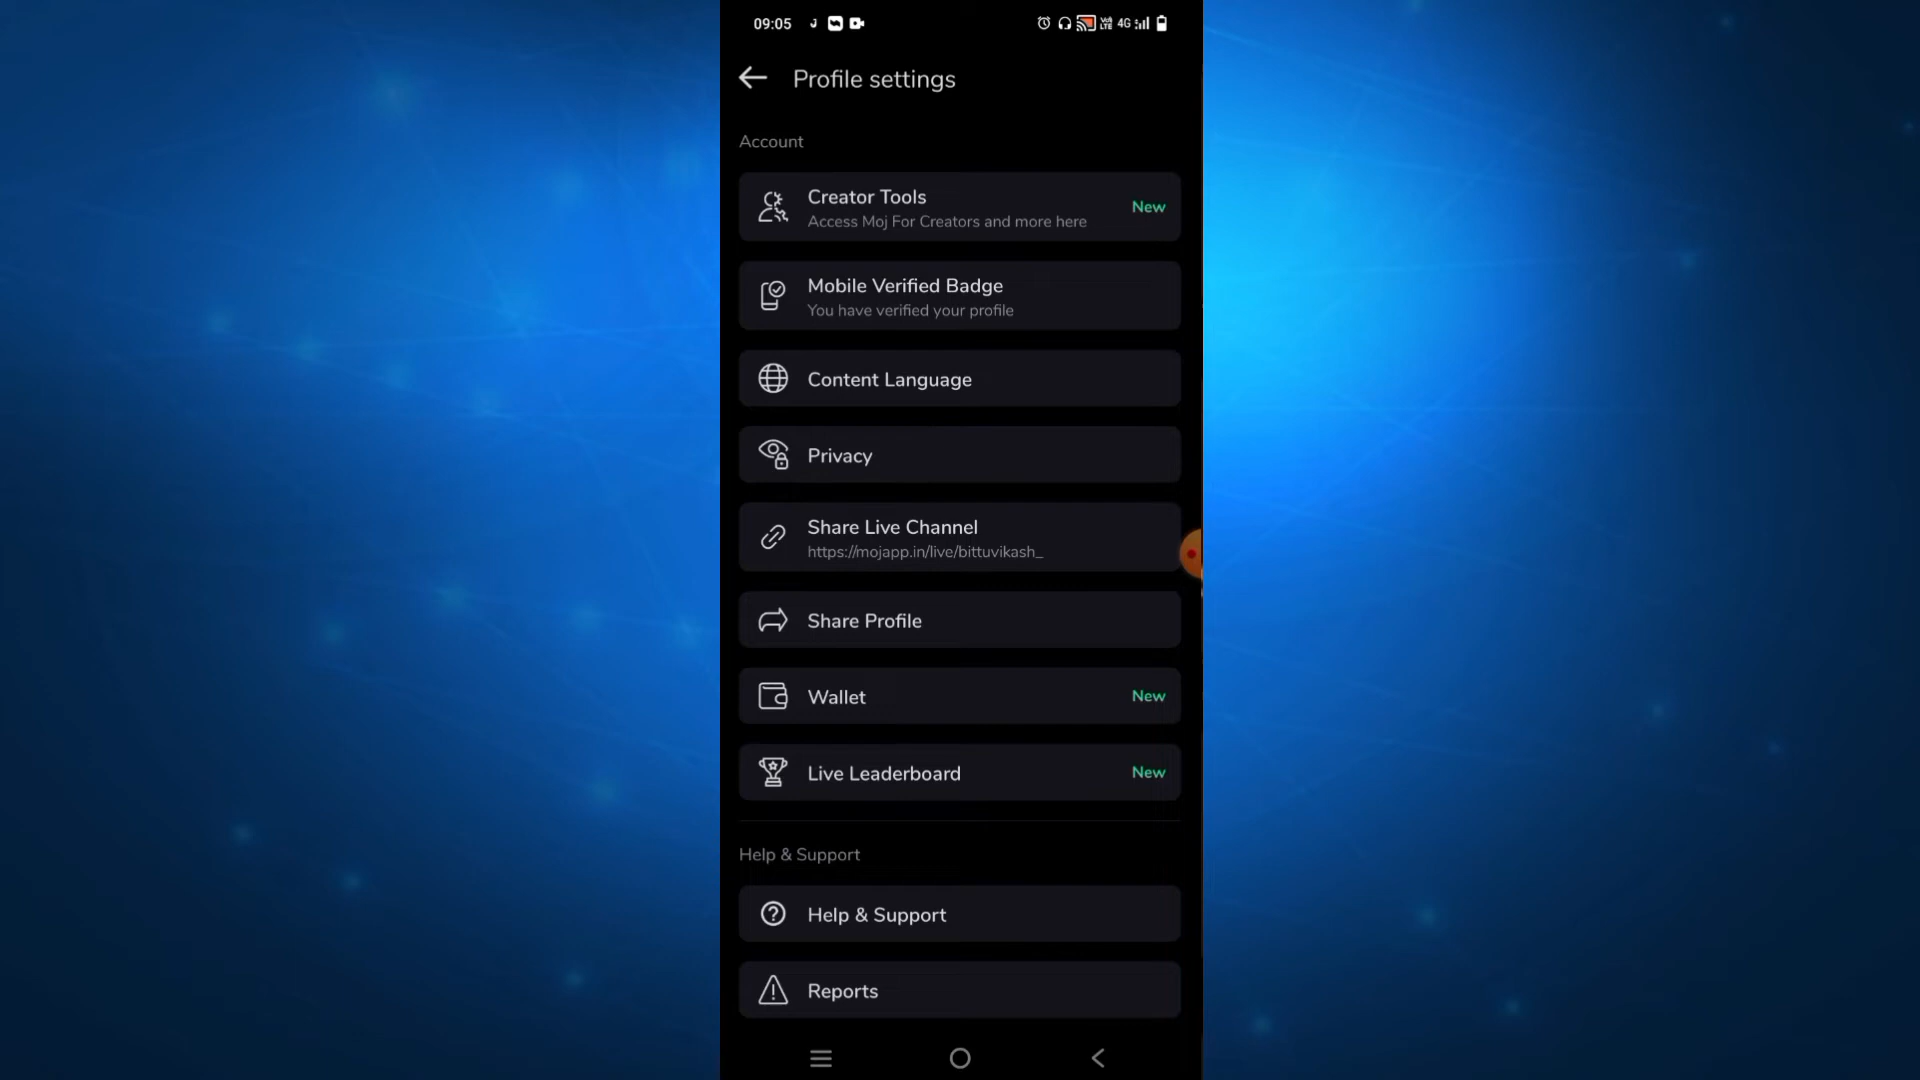 09:05
4G
Profile settings
Account
Creator Tools
Access Moj For Creators and more here
New
Mobile Verified Badge
You have verified your profile
Content Language
Privacy
Share Live Channel
https://mojapp.in/live/bittuvikash_
Share Profile
Wallet
New
Live Leaderboard
New
Help & Support
Help & Support
Reports